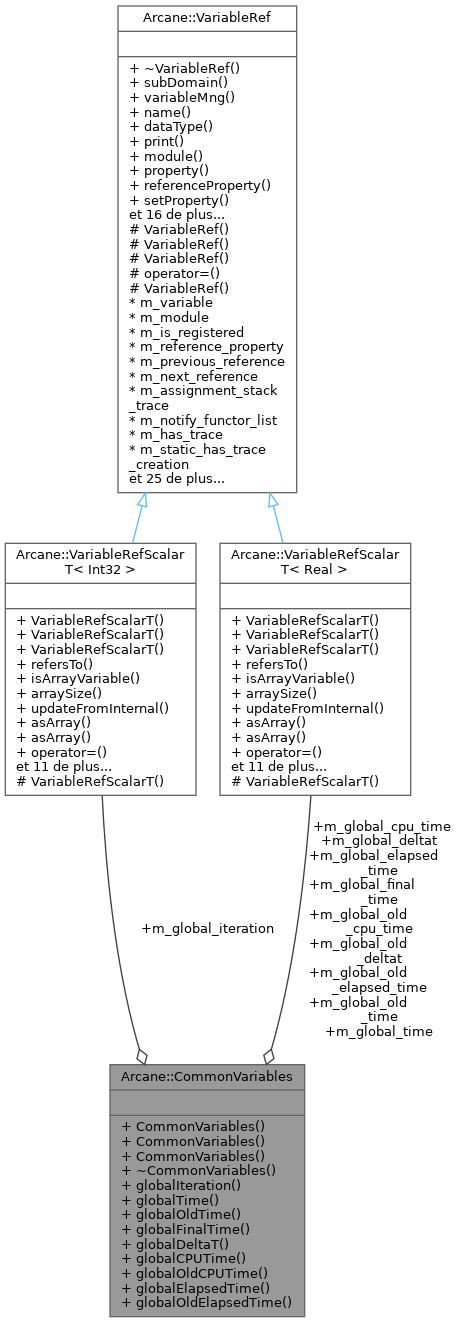 Arcane::VariableRef
+ ~VariableRef()
+ subDomain()
+ variableMng()
+ name()
+ dataType()
+ print()
+ module()
+ property()
+ referenceProperty()
+ setProperty()
et 16 de plus...
# VariableRef()
# VariableRef()
# VariableRef()
# operator=()
# VariableRef()
* m_variable
* m_module
* m_is_registered
* m_reference_property
* m_previous_reference
* m_next_reference
* m_assignment_stack
_trace
* m_notify_functor_list
* m_has_trace
* m_static_has_trace
_creation
et 25 de plus...
Arcane::VariableRefScalar
T< Int32 >
+ VariableRefScalarT()
+ VariableRefScalarT()
+ VariableRefScalarT()
+ refersTo()
+ isArrayVariable()
+ arraySize()
+ updateFromInternal()
+ asArray()
+ asArray()
+ operator=()
et 11 de plus...
# VariableRefScalarT()
Arcane::VariableRefScalar
T< Real >
+ VariableRefScalarT()
+ VariableRefScalarT()
+ VariableRefScalarT()
+ refersTo()
+ isArrayVariable()
+ arraySize()
+ updateFromInternal()
+ asArray()
+ asArray()
+ operator=()
et 11 de plus...
# VariableRefScalarT()
+m_global_iteration
+m_global_cpu_time
+m_global_deltat
+m_global_elapsed
_time
+m_global_final
_time
+m_global_old
_cpu_time
+m_global_old
_deltat
+m_global_old
_elapsed_time
+m_global_old
_time
+m_global_time
Arcane::CommonVariables
+ CommonVariables()
+ CommonVariables()
+ CommonVariables()
+ ~CommonVariables()
+ globalIteration()
+ globalTime()
+ globalOldTime()
+ globalFinalTime()
+ globalDeltaT()
+ globalCPUTime()
+ globalOldCPUTime()
+ globalElapsedTime()
+ globalOldElapsedTime()